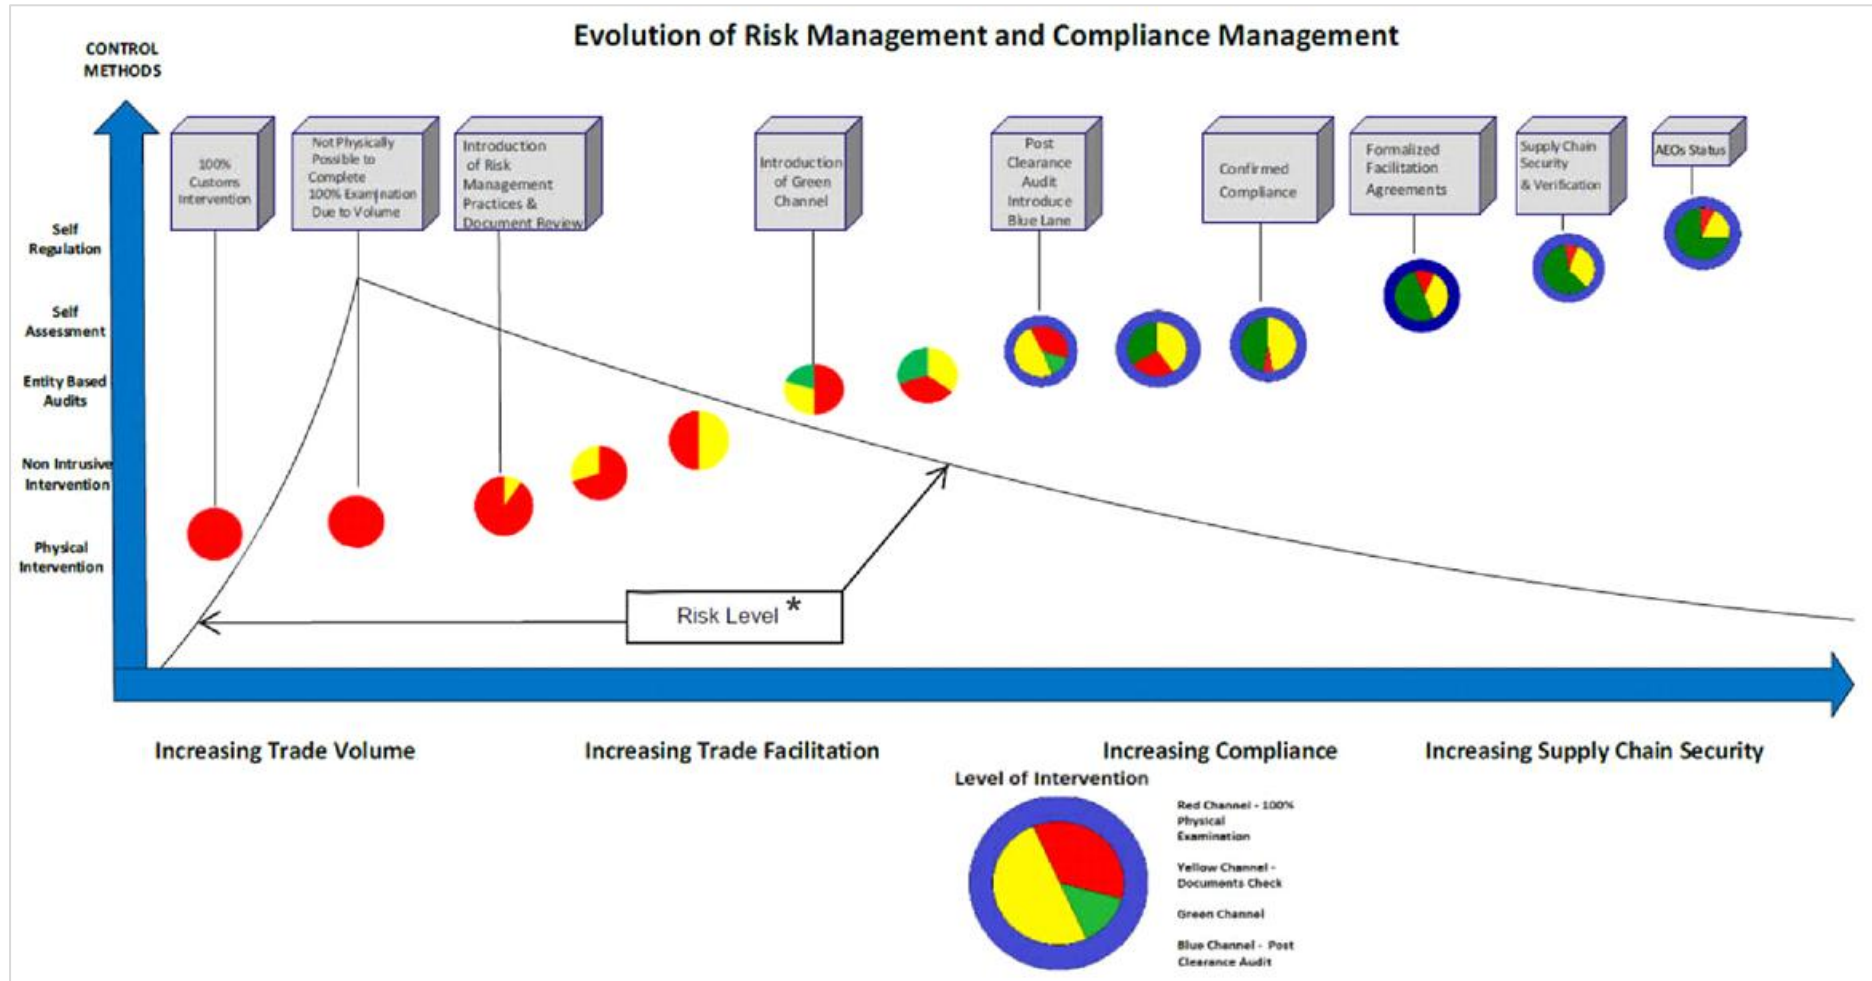 Evolution of Risk Management and Compliance Management
CONTROL
METHODS
100%
Customs
Intervention
Not Physically
Possible to
Complete
100% Examination
Due to Volume
Introduction
of Risk
Management
Practices &
Document Review
Introduction
of Green
Channel
Post
Clearance
Audit
Introduce
Blue Lane
Confirmed
Compliance
Formalized
Facilitation
Agreements
Supply Chain
Security
& Verification
AEOs Status
Self
Regulation
Self
Assessment
Entity Based
Audits
Non Intrusive
Intervention
Physical
Intervention
Risk Level *
Increasing Trade Volume
Increasing Trade Facilitation
Increasing Compliance
Increasing Supply Chain Security
Level of Intervention
Red Channel - 100%
Physical
Examination
Yellow Channel -
Documents Check
Green Channel
Blue Channel - Post
Clearance Audit